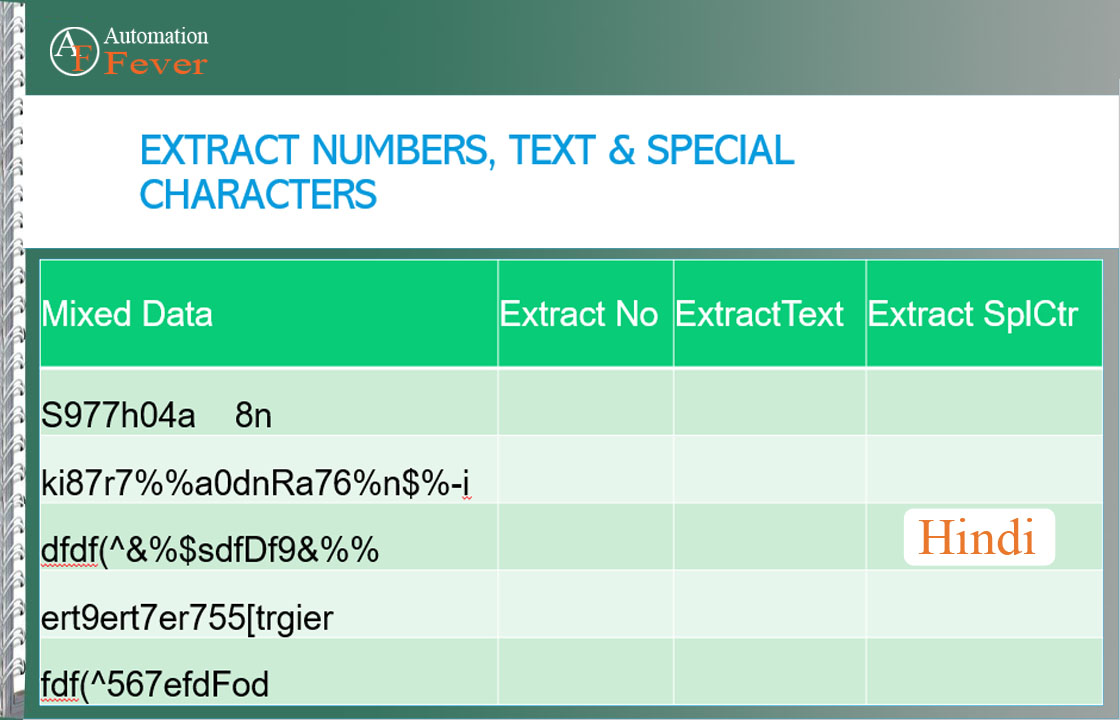 AF Automation
Fever
EXTRACT NUMBERS, TEXT & SPECIAL
CHARACTERS
Mixed Data Extract No ExtractText Extract SplCtr
S977h04a    8n
ki87r7%%a0dnRa76%n$%-i
dfdf(^&%$sdfDf9&%%
Hindi
ert9ert7er755[trgier
fdf(^567efdFod